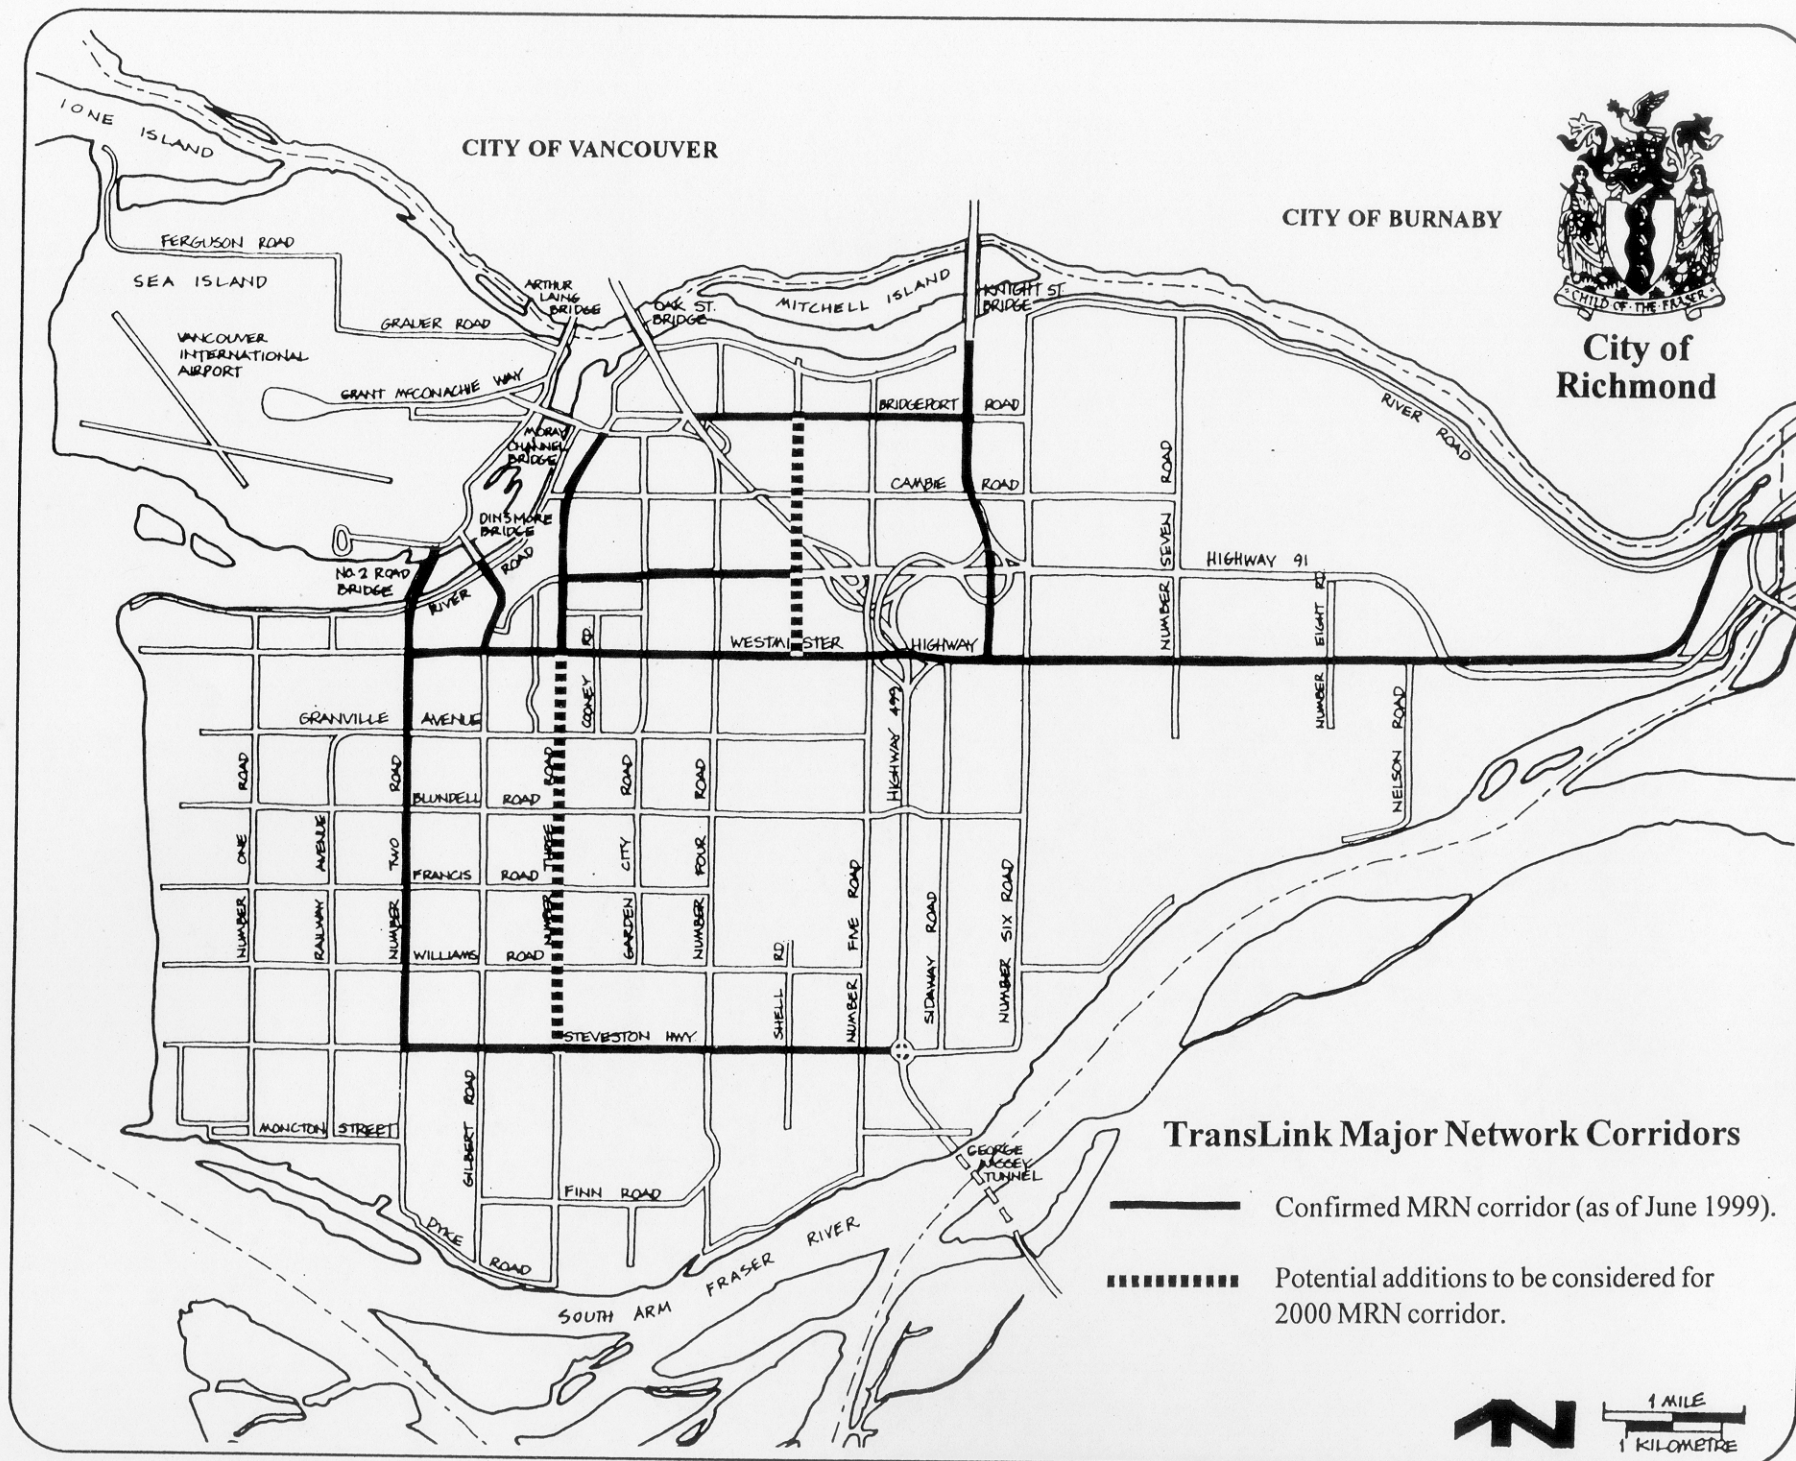 IONE ISLAND
CITY OF VANCOUVER
CITY OF BURNABY
CHILD OF THE FRASER
City of
Richmond
FERGUSON ROAD
SEA ISLAND
ARTHUR
LAING
BRIDGE
OAK ST.
BRIDGE
MITCHELL ISLAND
KNIGHT ST.
BRIDGE
GRAUER ROAD
VANCOUVER
INTERNATIONAL
AIRPORT
GRANT McCONACHIE WAY
BRIDGEPORT ROAD
RIVER ROAD
MORAY
CHANNEL
BRIDGE
CAMBIE ROAD
DINSMORE
BRIDGE
NO. 2 ROAD
BRIDGE
RIVER ROAD
HIGHWAY 91
NUMBER SEVEN ROAD
NUMBER EIGHT RD.
WESTMINSTER HIGHWAY
COONEY RD.
GRANVILLE AVENUE
HIGHWAY 499
NELSON ROAD
BLUNDELL ROAD
FRANCIS ROAD
WILLIAMS ROAD
NUMBER ONE ROAD
RAILWAY AVENUE
NUMBER TWO ROAD
NUMBER THREE ROAD
GARDEN CITY ROAD
NUMBER FOUR ROAD
SHELL RD.
NUMBER FIVE ROAD
SIDAWAY ROAD
NUMBER SIX ROAD
STEVESTON HWY.
GILBERT ROAD
MONCTON STREET
FINN ROAD
DYKE ROAD
GEORGE
MASSEY
TUNNEL
SOUTH ARM FRASER RIVER
TransLink Major Network Corridors
Confirmed MRN corridor (as of June 1999).
Potential additions to be considered for
2000 MRN corridor.
N
1 MILE
1 KILOMETRE